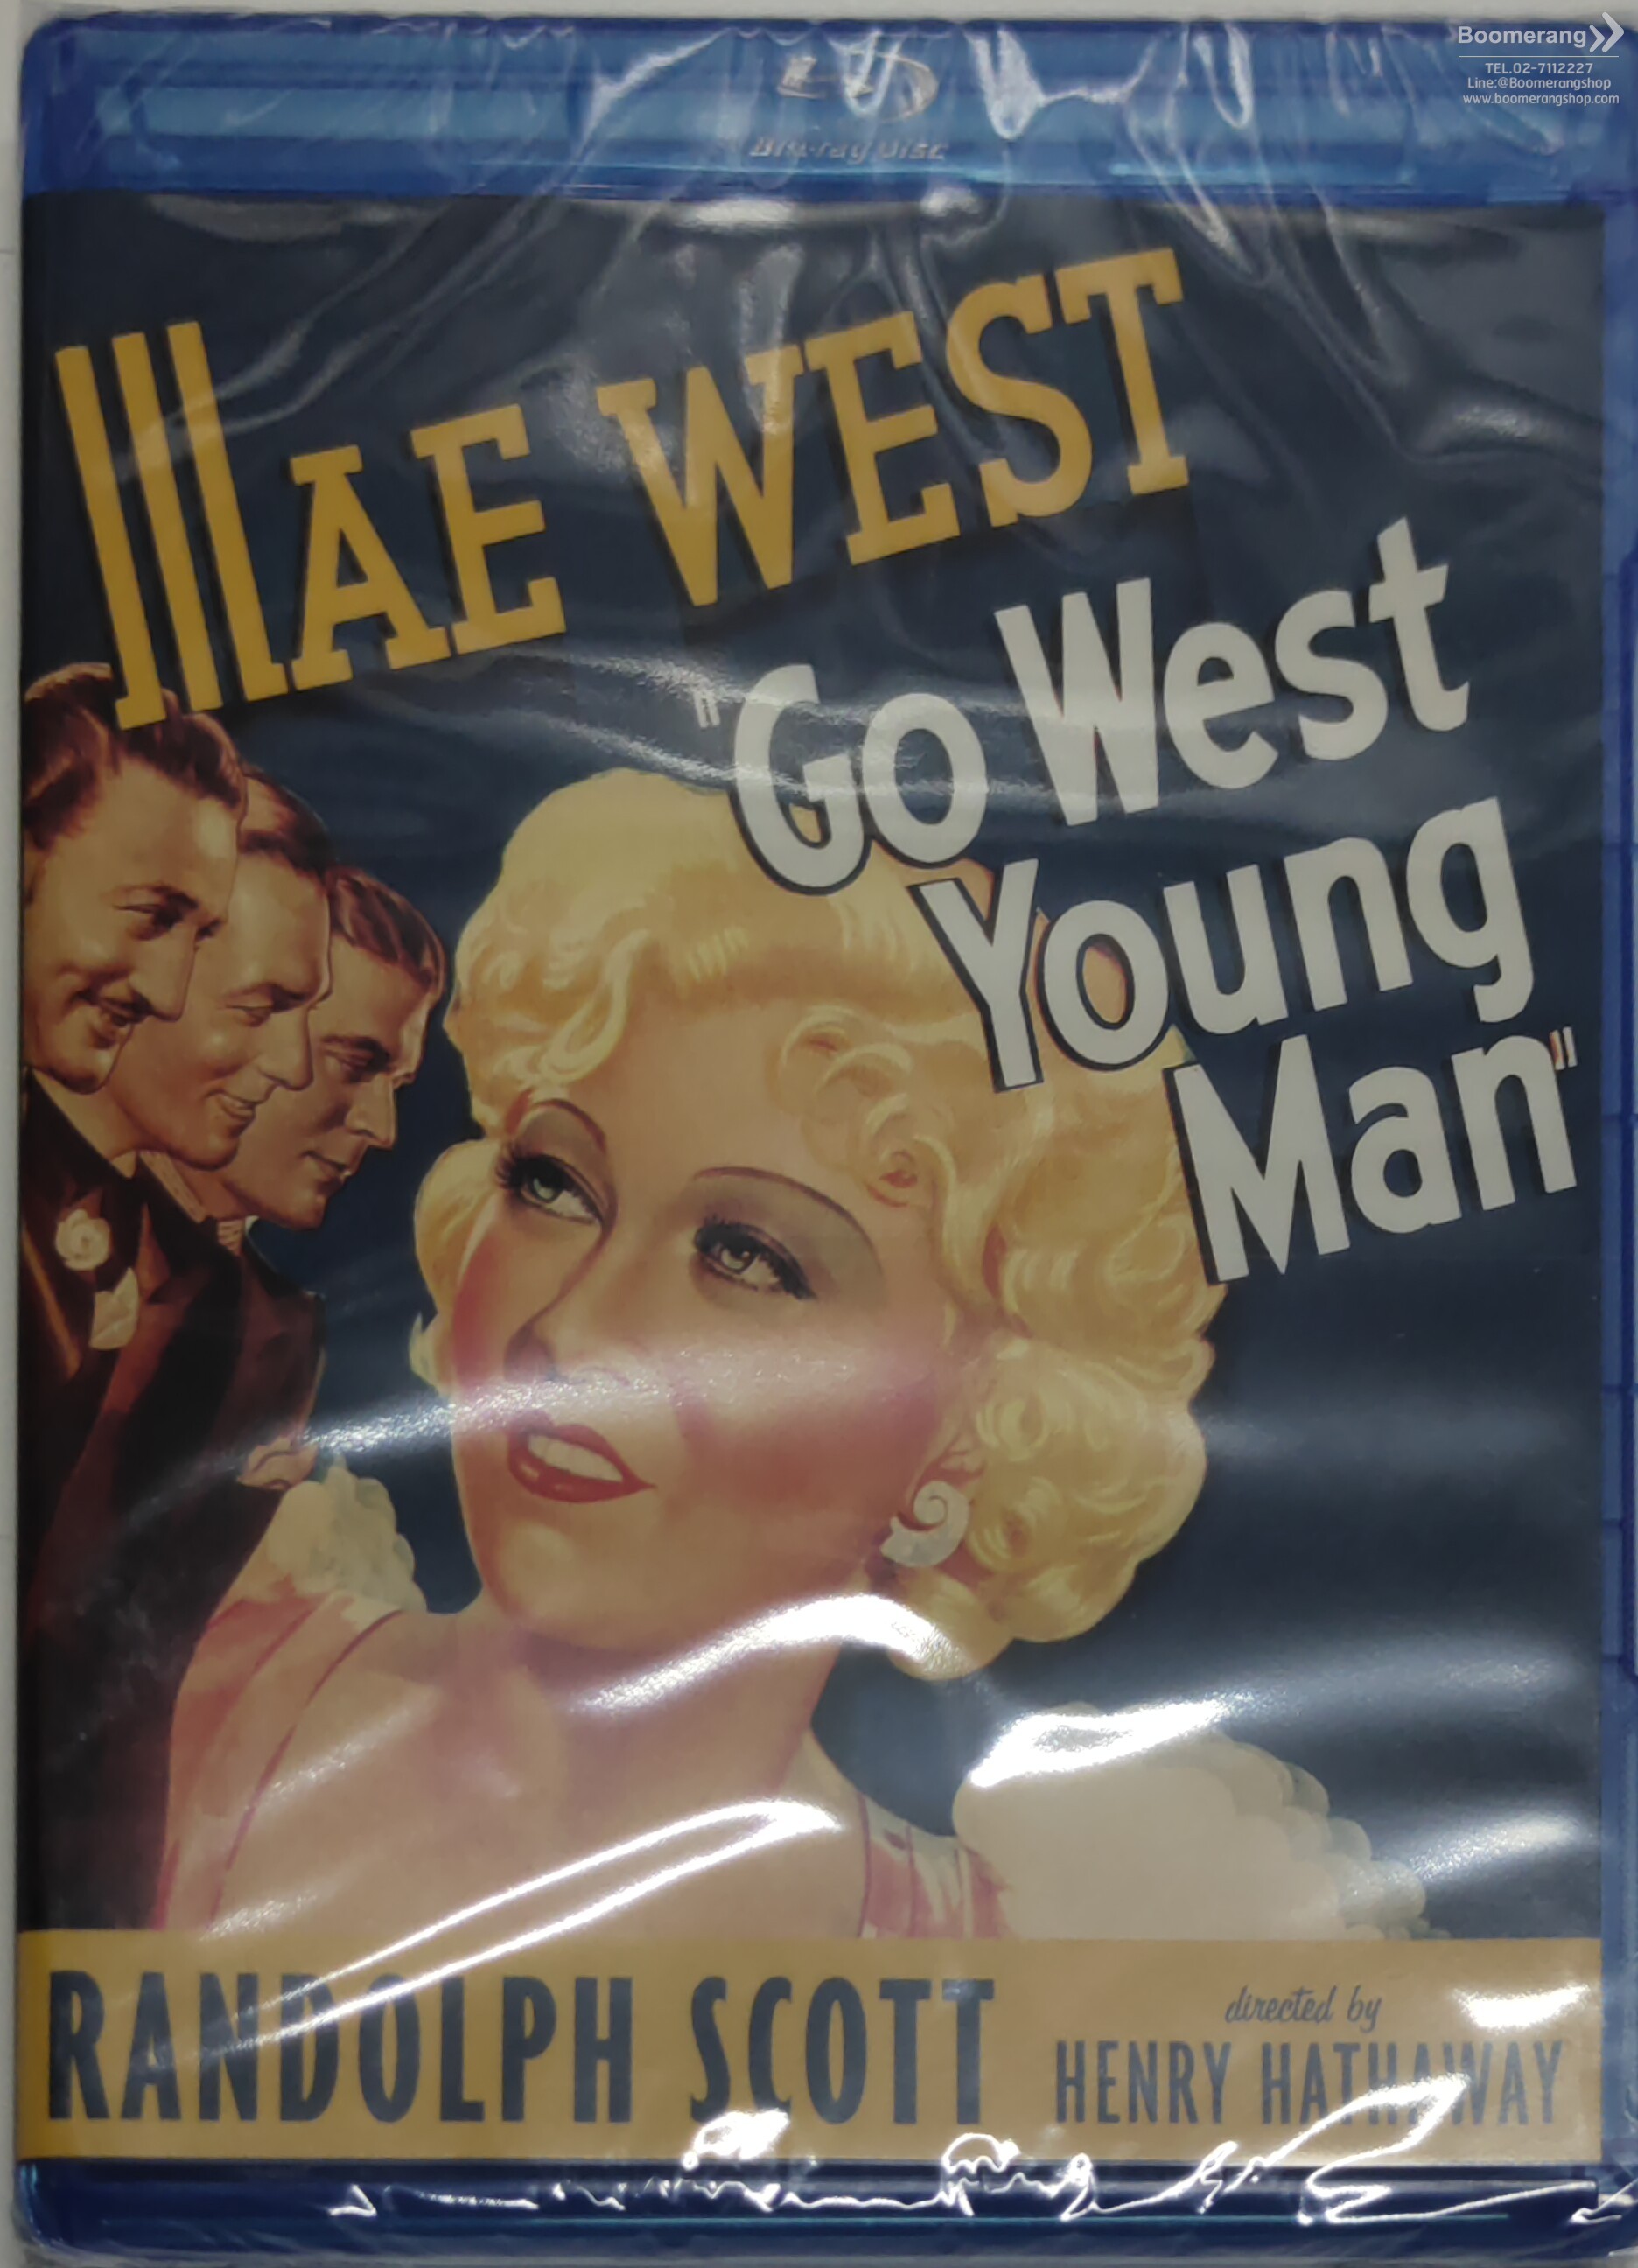 Boomerang
TEL.02-7112227
Line:@Boomerangshop
www.boomerangshop.com
Blu-ray Disc
MAE WEST
"Go West
Young
Man"
RANDOLPH SCOTT
directed by
HENRY HATHAWAY